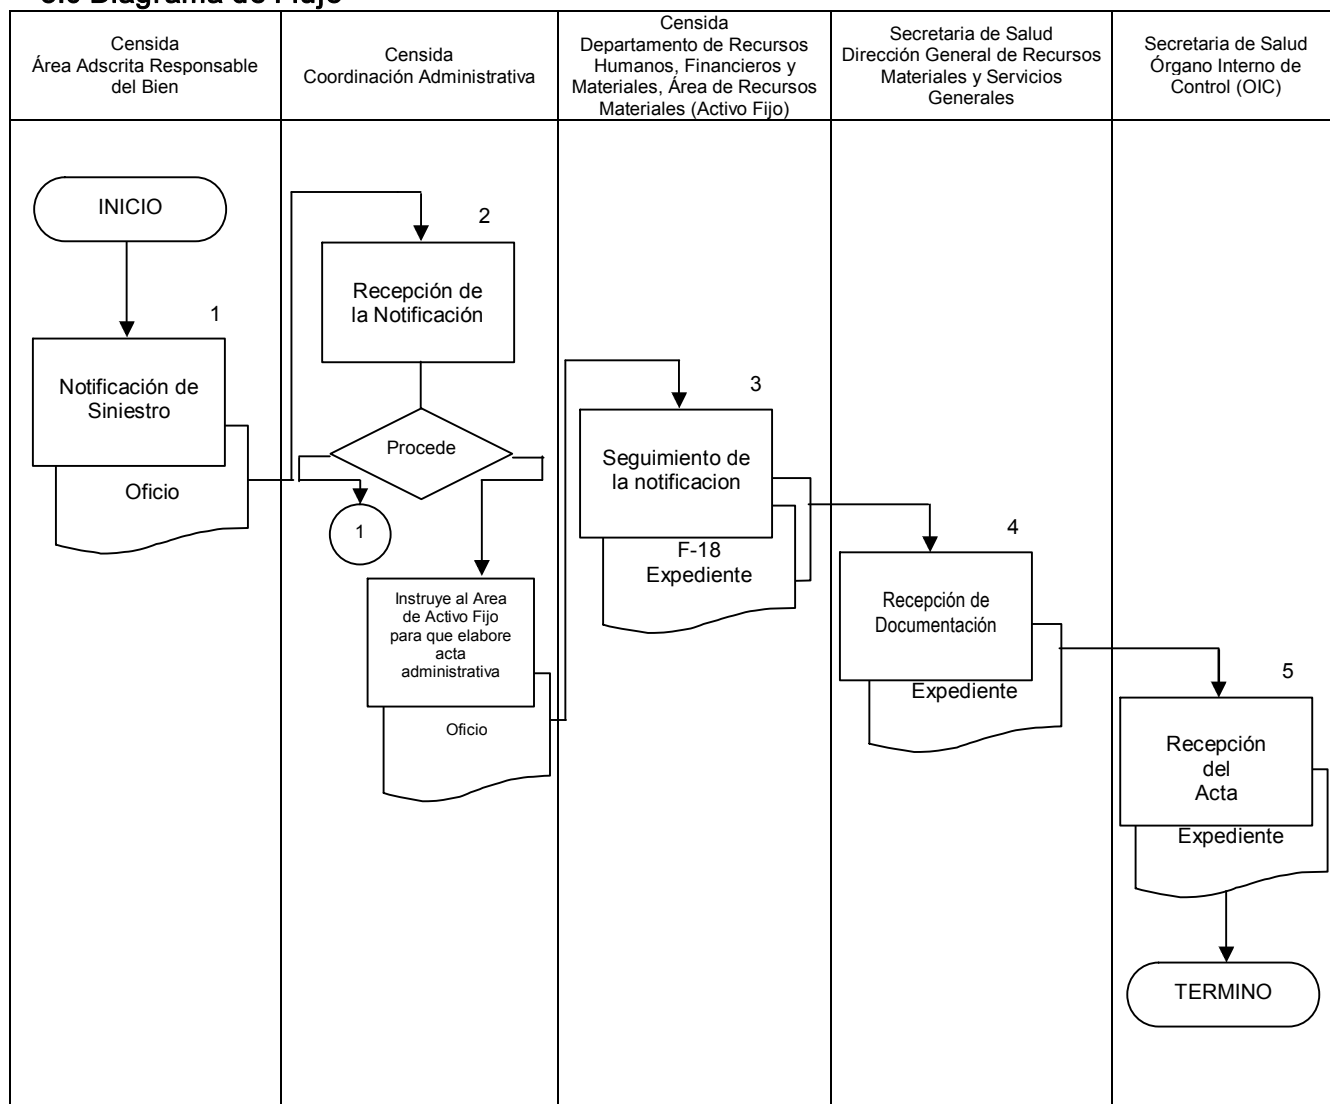 Censida
Área Adscrita Responsable
del Bien
Censida
Coordinación Administrativa
Censida
Departamento de Recursos
Humanos, Financieros y
Materiales, Área de Recursos
Materiales (Activo Fijo)
Secretaria de Salud
Dirección General de Recursos
Materiales y Servicios
Generales
Secretaria de Salud
Órgano Interno de
Control (OIC)
INICIO
1
Notificación de
Siniestro
Oficio
2
Recepción de
la Notificación
Procede
1
Instruye al Area
de Activo Fijo
para que elabore
acta
administrativa
Oficio
3
Seguimiento de
la notificacion
F-18
Expediente
4
Recepción de
Documentación
Expediente
5
Recepción
del
Acta
Expediente
TERMINO